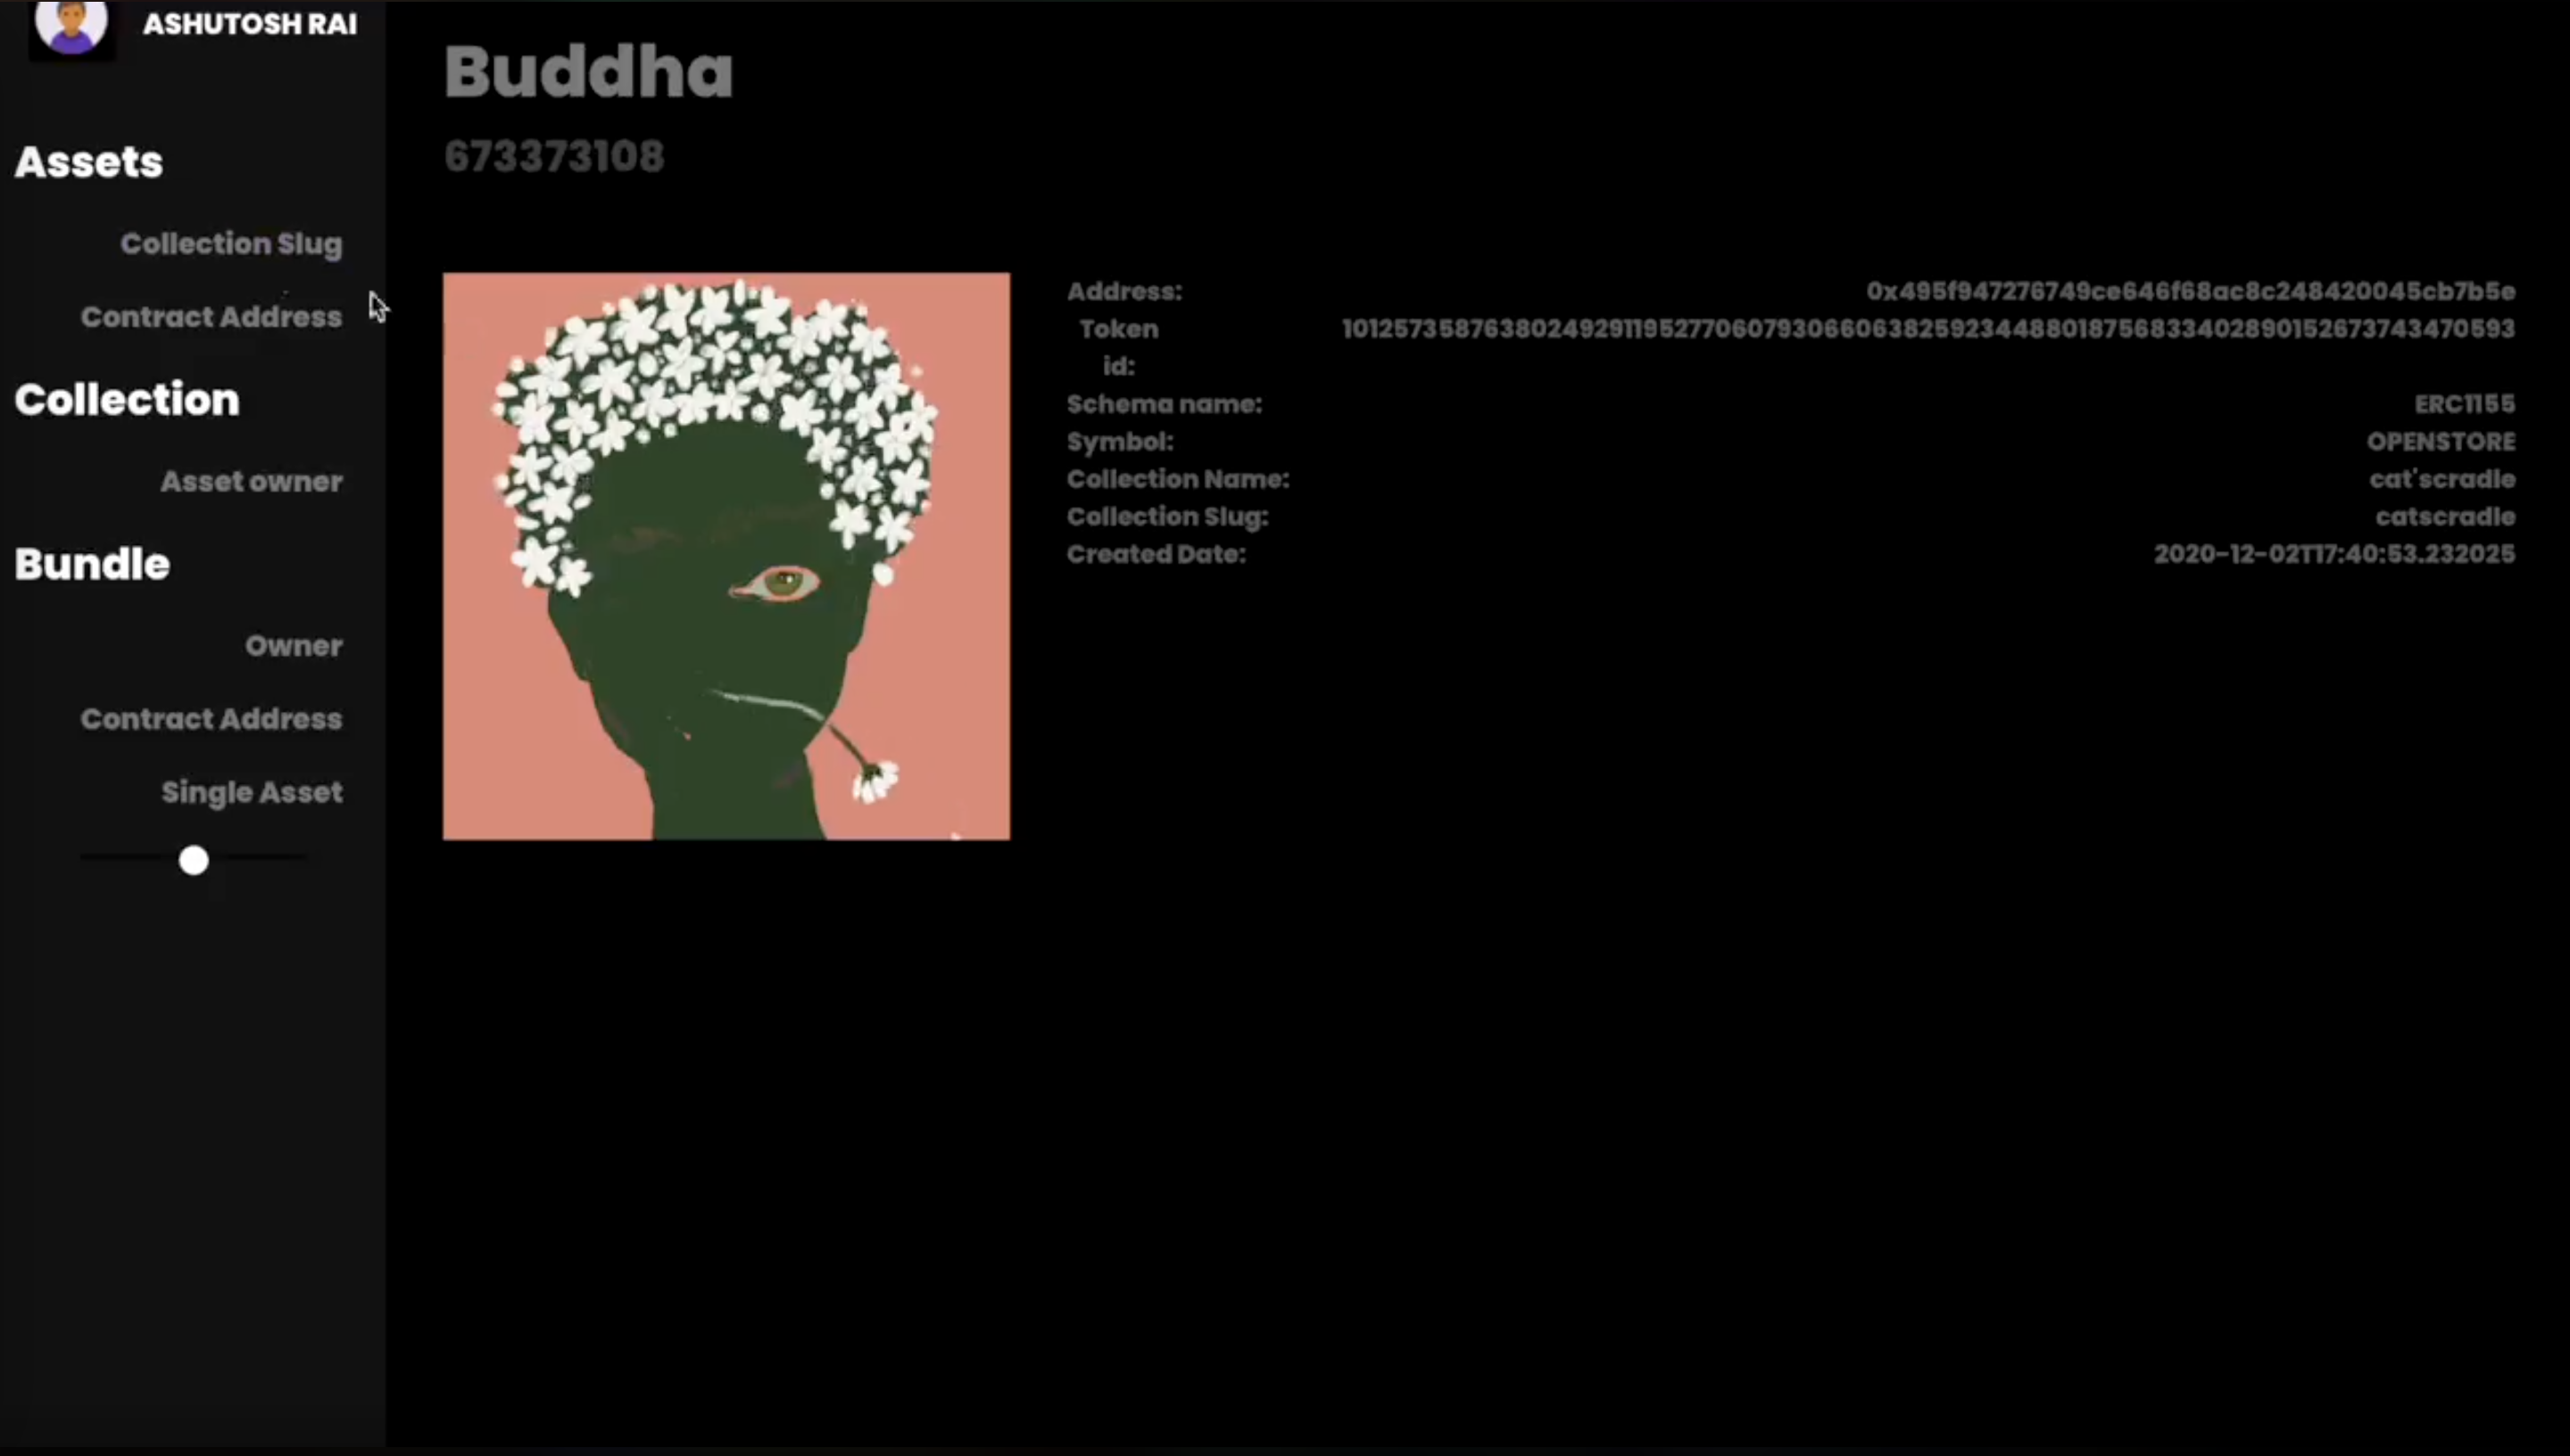 ASHUTOSH RAI
Assets
Collection Slug
Contract Address
Collection
Asset owner
Bundle
Owner
Contract Address
Single Asset
Buddha
673373108
Address: 0x495f947276749ce646f68ac8c248420045cb7b5e
Token 10125735876380249291195277060793066063825923448801875683340289015267374347059​3
id:
Schema name: ERC1155
Symbol: OPENSTORE
Collection Name: cat'scradle
Collection Slug: catscradle
Created Date: 2020-12-02T17:40:53.232025